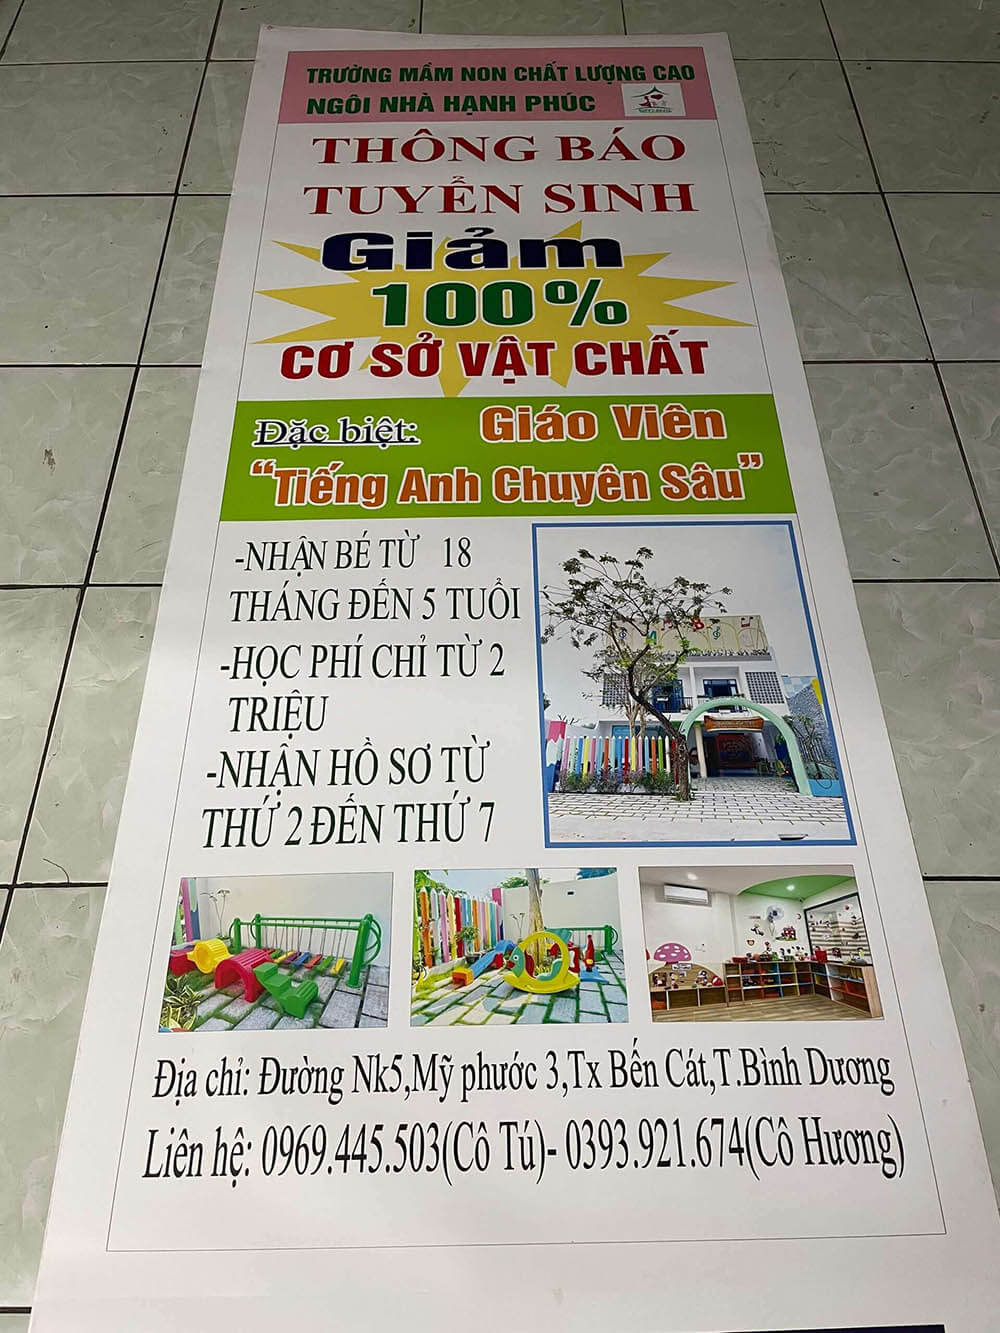 TRƯỜNG MẦM NON CHẤT LƯỢNG CAO
NGÔI NHÀ HẠNH PHÚC
THÔNG BÁO
TUYỂN SINH
Giảm
100%
CƠ SỞ VẬT CHẤT
Đặc biệt: Giáo Viên
“Tiếng Anh Chuyên Sâu”
-NHẬN BÉ TỪ 18
THÁNG ĐẾN 5 TUỔI
-HỌC PHÍ CHỈ TỪ 2
TRIỆU
-NHẬN HỒ SƠ TỪ
THỨ 2 ĐẾN THỨ 7
Địa chỉ: Đường Nk5,Mỹ phước 3,Tx Bến Cát,T.Bình Dương
Liên hệ: 0969.445.503(Cô Tú)- 0393.921.674(Cô Hương)